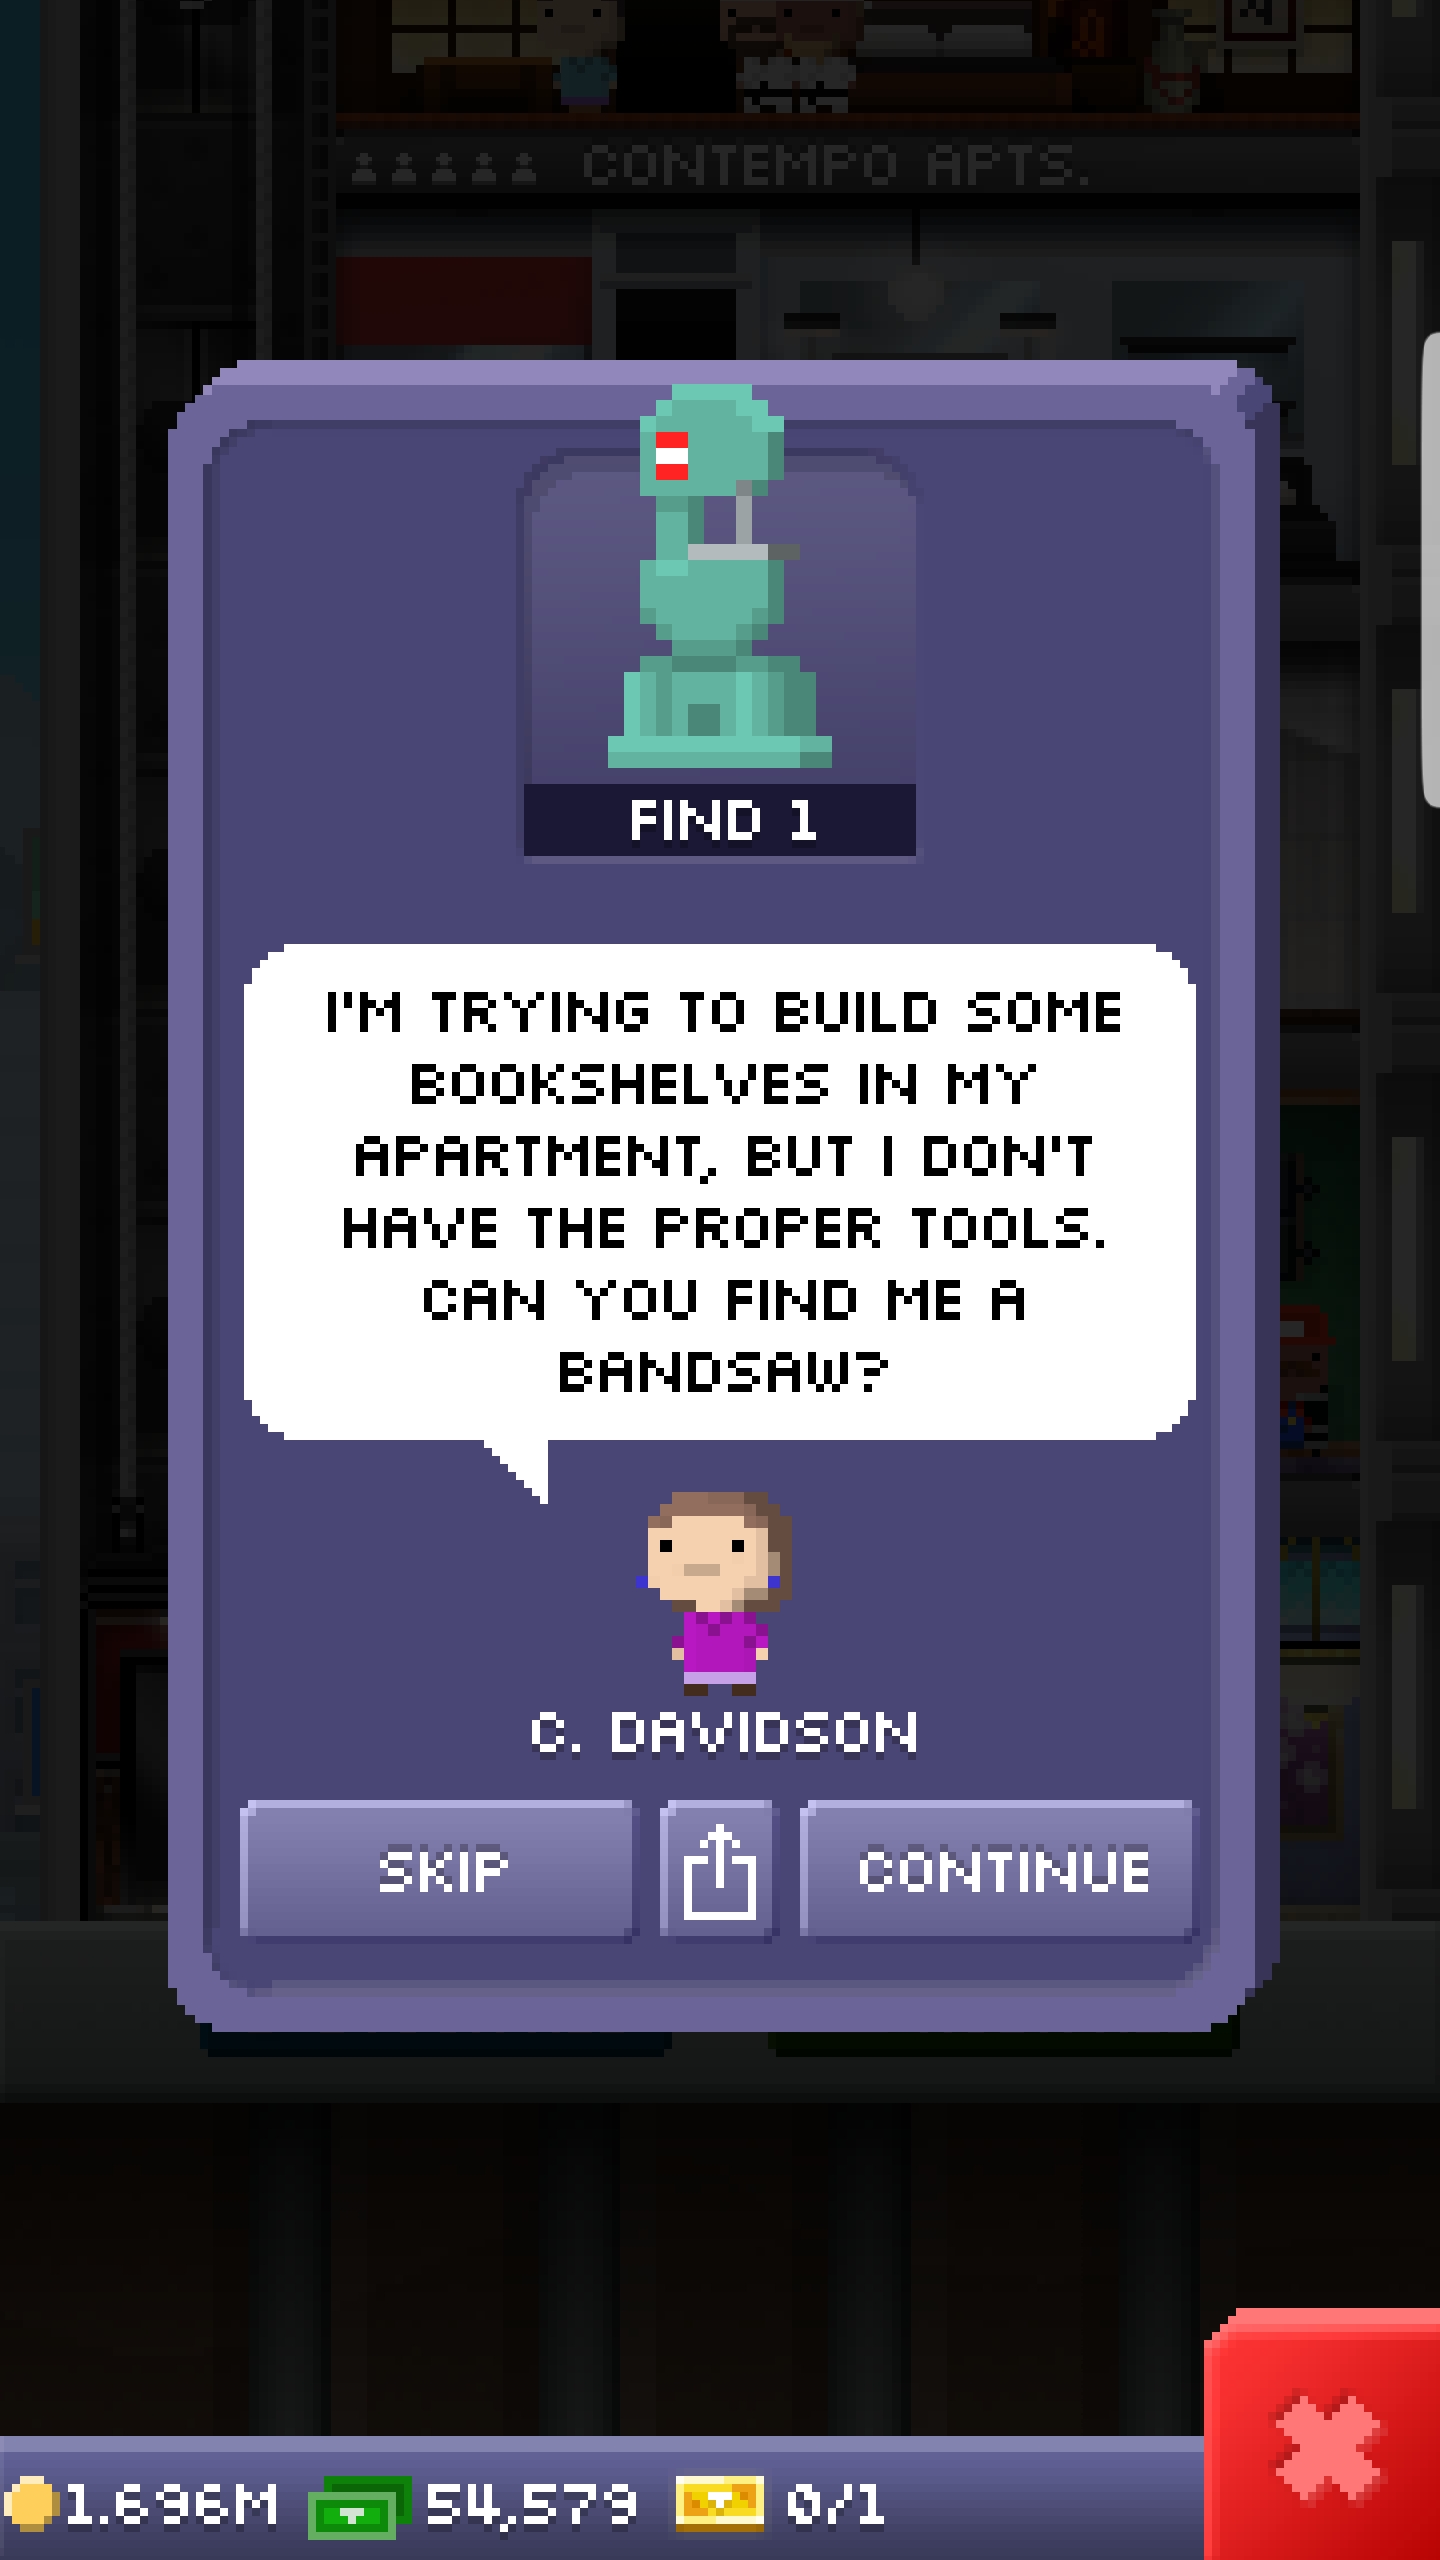 CONTEMPO APTS.
FIND 1
I'M TRYING TO BUILD SOME
BOOKSHELVES IN MY
APARTMENT, BUT I DON'T
HAVE THE PROPER TOOLS.
CAN YOU FIND ME A
BANDSAW?
C. DAVIDSON
SKIP
CONTINUE
1.696M 54,579 0/1